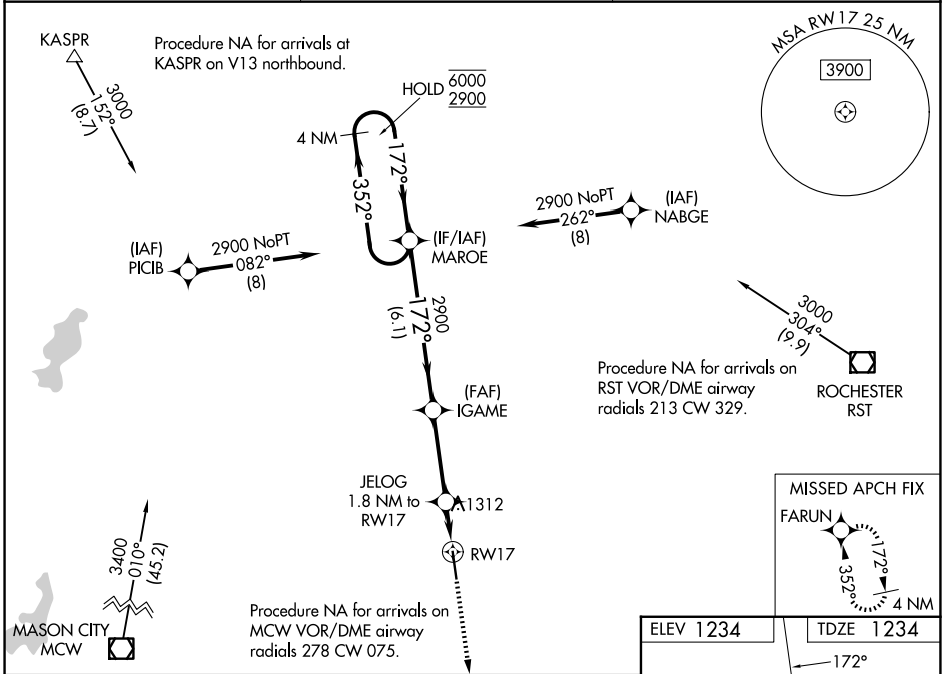 KASPR
Procedure NA for arrivals at
KASPR on V13 northbound.
3000
152°
(8.7)
HOLD 6000
2900
4 NM
172°
352°
MSA RW17 25 NM
3900
(IAF)
PICIB
2900 NoPT
082°
(8)
(IF/IAF)
MAROE
2900 NoPT
262°
(8)
(IAF)
NABGE
2900
172°
(6.1)
3000
304°
(9.9)
Procedure NA for arrivals on
RST VOR/DME airway
radials 213 CW 329.
ROCHESTER
RST
(FAF)
IGAME
JELOG
1.8 NM to
RW17
1312
RW17
3400
010°
(45.2)
MASON CITY
MCW
Procedure NA for arrivals on
MCW VOR/DME airway
radials 278 CW 075.
MISSED APCH FIX
FARUN
172°
352°
4 NM
ELEV 1234
TDZE 1234
172°